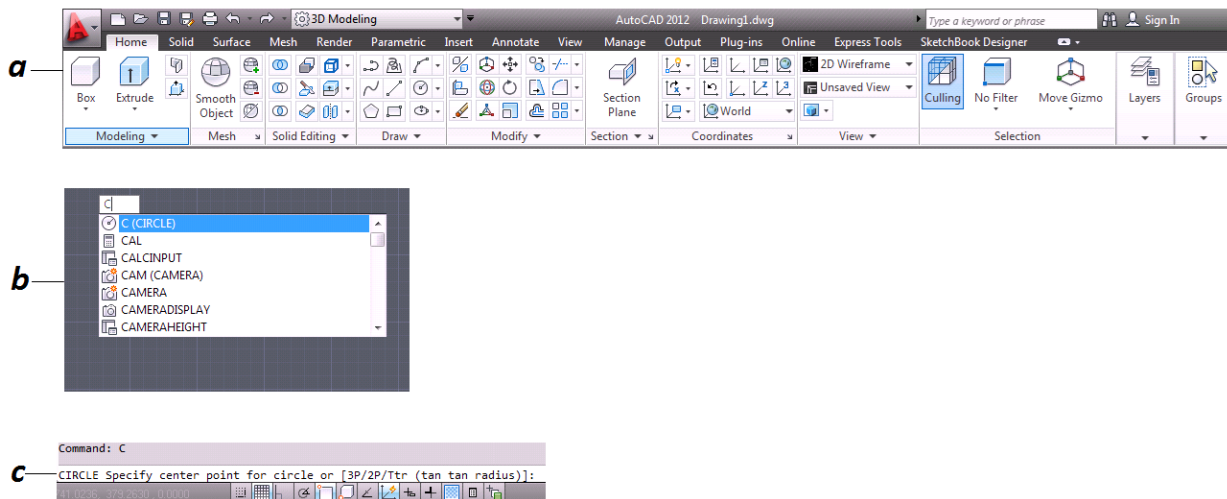 3D Modeling
AutoCAD 2012 Drawing1.dwg
Type a keyword or phrase
Sign In
Home Solid Surface Mesh Render Parametric Insert Annotate View Manage Output Plug-ins Online Express Tools SketchBook Designer
a
Box
Extrude
Smooth
Object
Section
Plane
2D Wireframe
Unsaved View
World
Culling
No Filter
Move Gizmo
Layers
Groups
Modeling Mesh Solid Editing Draw Modify Section Coordinates View Selection
b
C
C (CIRCLE)
CAL
CALCINPUT
CAM (CAMERA)
CAMERA
CAMERADISPLAY
CAMERAHEIGHT
Command: C
c
CIRCLE Specify center point for circle or [3P/2P/Ttr (tan tan radius)]: